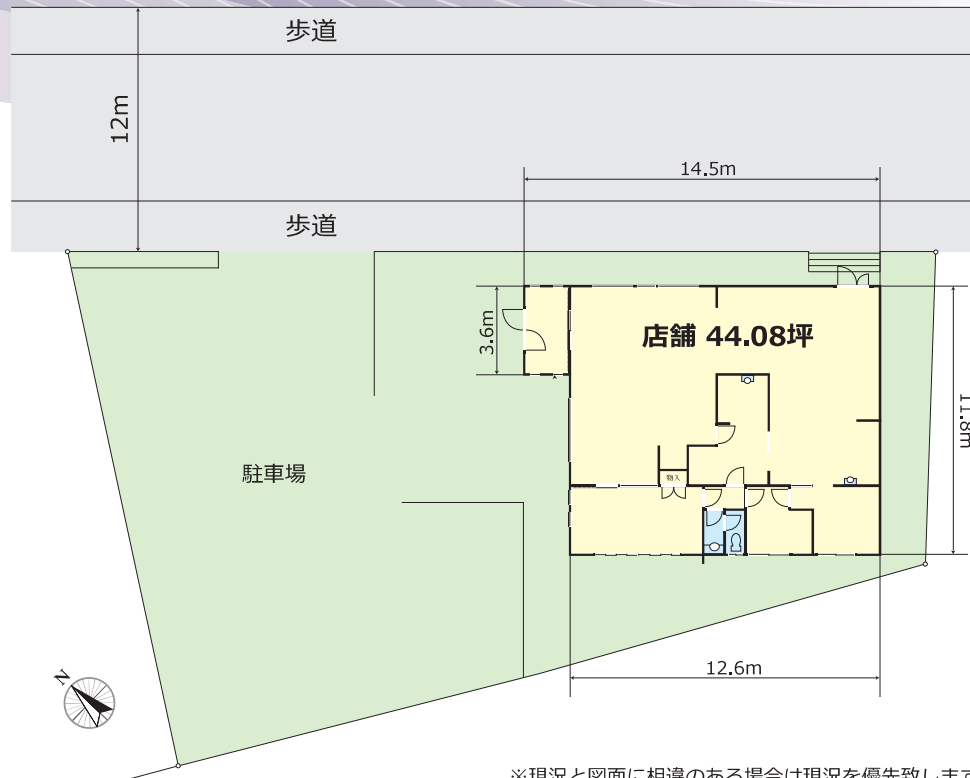 歩道
12m
14.5m
歩道
3.6m
店舗 44.08坪
11.8m
駐車場
物入
12.6m
N
※現況と図面に相違のある場合は現況を優先致します